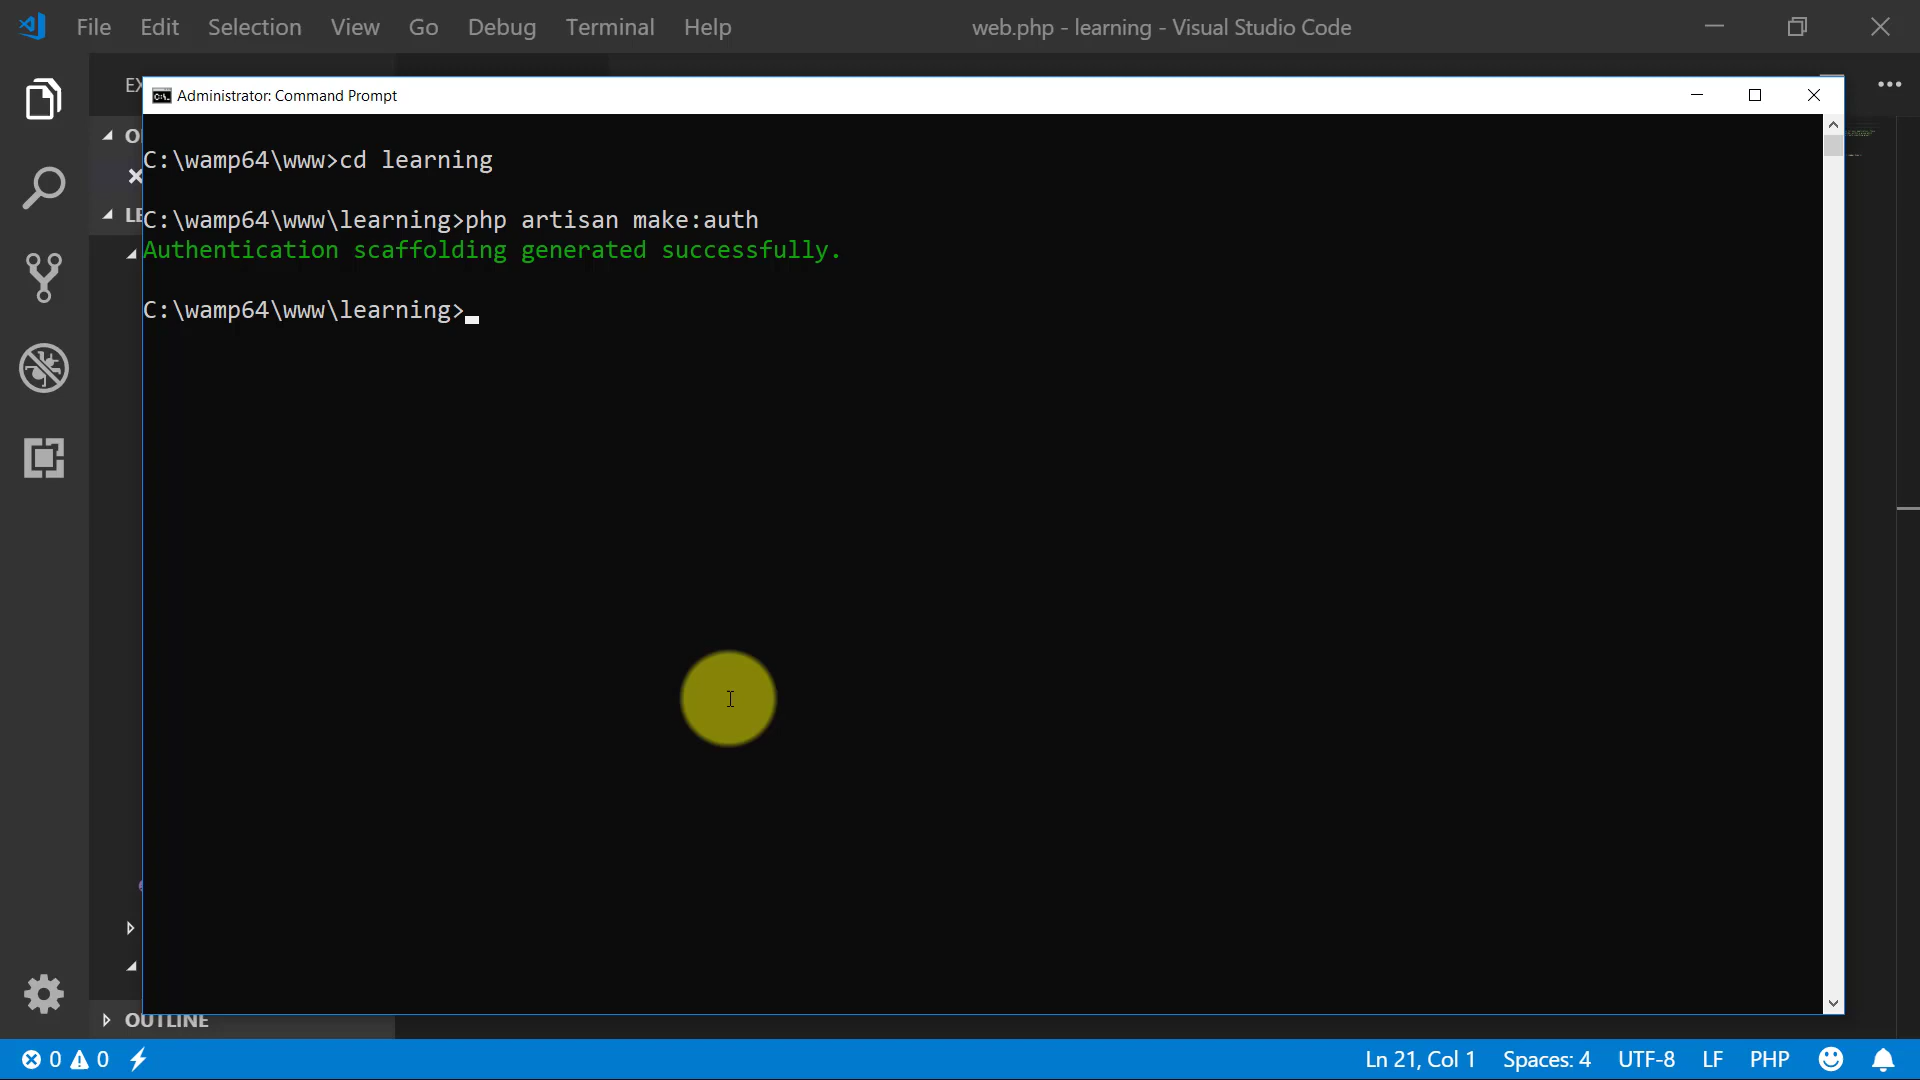 File Edit Selection View Go Debug Terminal Help web.php - learning - Visual Studio Code
Administrator: Command Prompt
C:\wamp64\www>cd learning
C:\wamp64\www\learning>php artisan make:auth
Authentication scaffolding generated successfully.
C:\wamp64\www\learning>
OUTLINE
0 0 Ln 21, Col 1 Spaces: 4 UTF-8 LF PHP